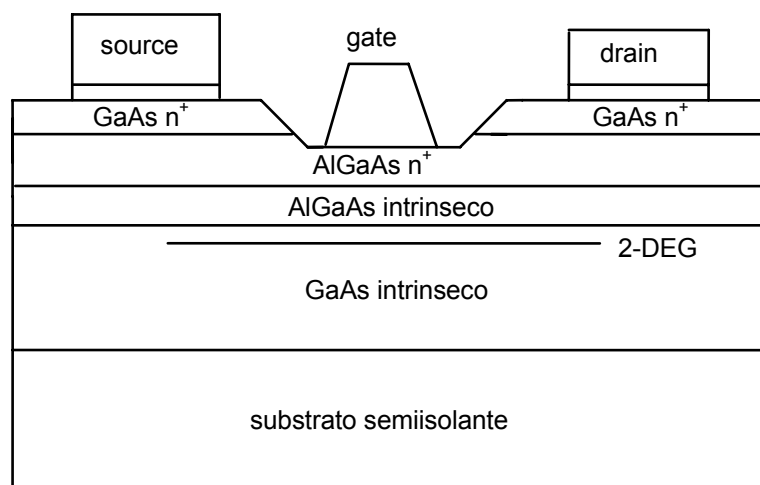 source
gate
drain
GaAs n⁺
GaAs n⁺
AlGaAs n⁺
AlGaAs intrinseco
2-DEG
GaAs intrinseco
substrato semiisolante